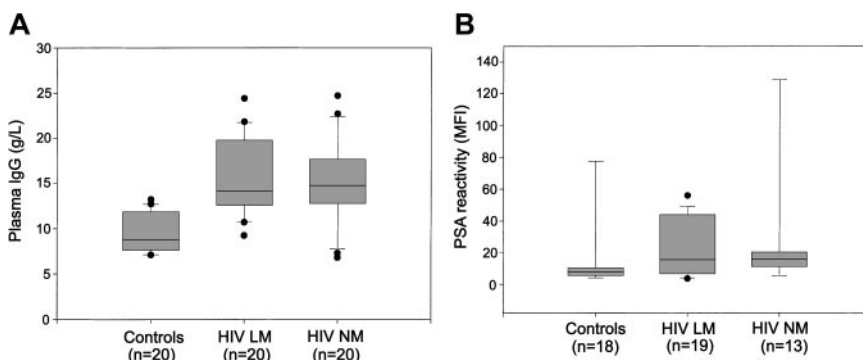 A
Plasma IgG (g/L)
30
25
20
15
10
5
0
Controls
(n=20)
HIV LM
(n=20)
HIV NM
(n=20)
B
PSA reactivity (MFI)
140
120
100
80
60
40
20
0
Controls
(n=18)
HIV LM
(n=19)
HIV NM
(n=13)